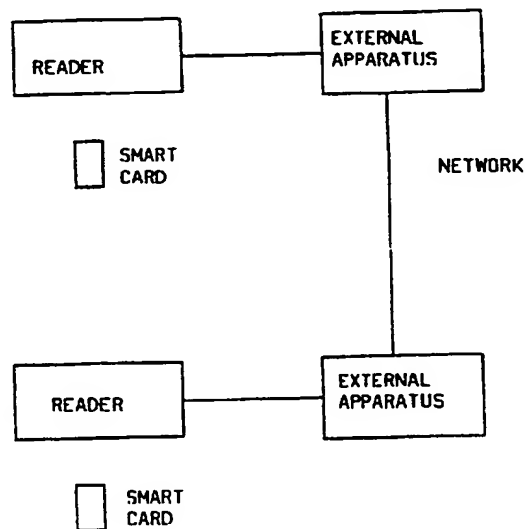 READER
EXTERNAL
APPARATUS
SMART
CARD
NETWORK
READER
EXTERNAL
APPARATUS
SMART
CARD